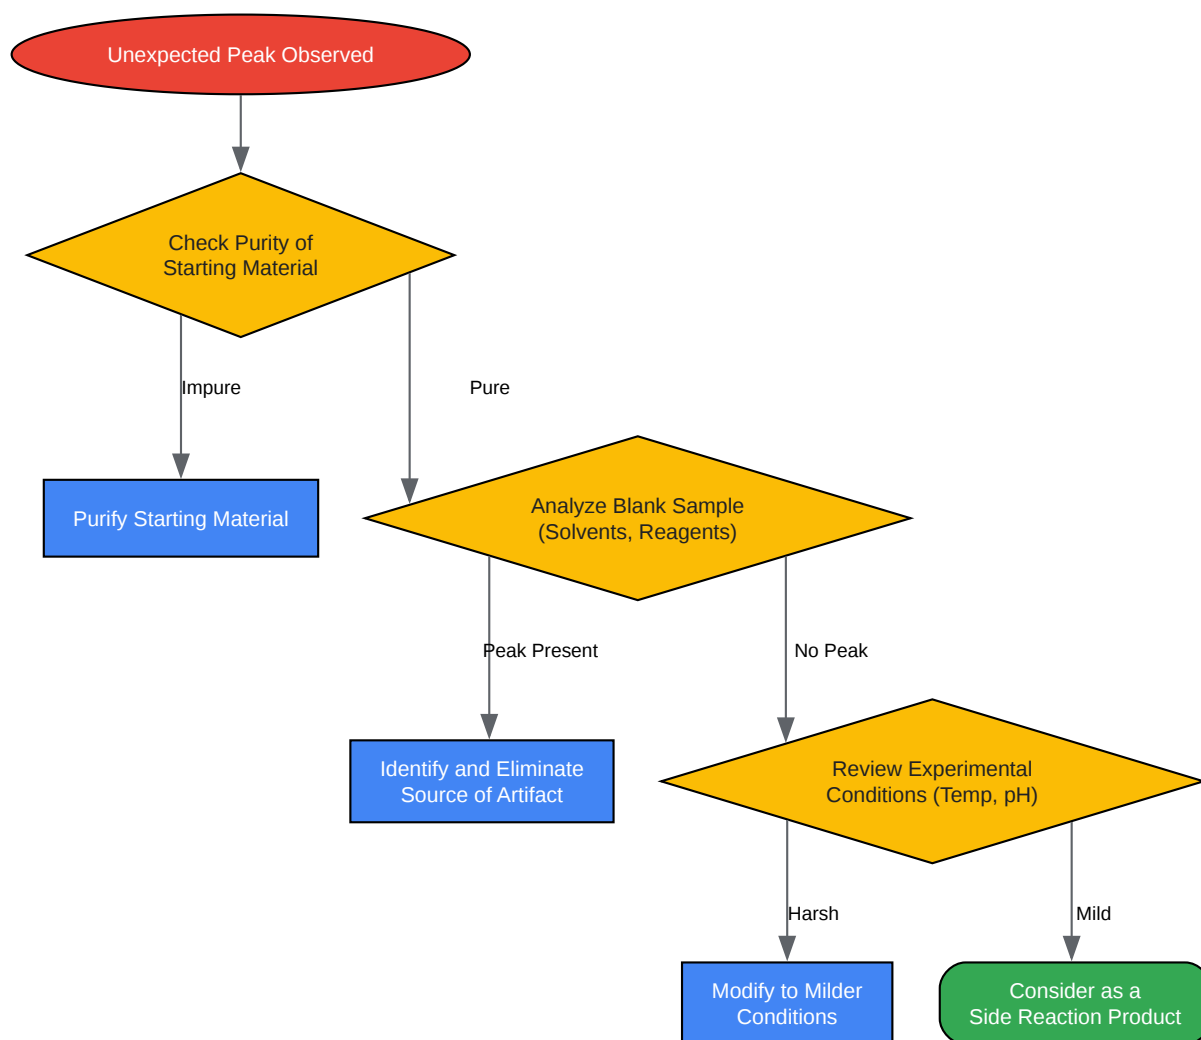 Unexpected Peak Observed
Check Purity of
Starting Material
Impure
Pure
Purify Starting Material
Analyze Blank Sample
(Solvents, Reagents)
Peak Present
No Peak
Identify and Eliminate
Source of Artifact
Review Experimental
Conditions (Temp, pH)
Harsh
Mild
Modify to Milder
Conditions
Consider as a
Side Reaction Product